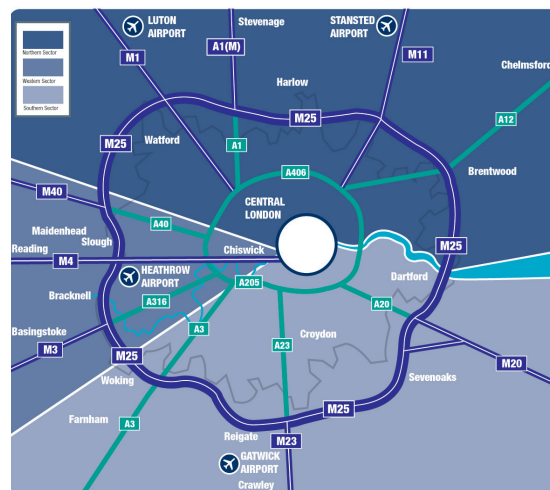 LUTON
AIRPORT
Stevenage
STANSTED
AIRPORT
Northern Sector
Western Sector
Southern Sector
M1
A1(M)
M11
Chelmsford
Harlow
M25
A12
M25
Watford
A1
A406
Brentwood
M40
CENTRAL
LONDON
Maidenhead
A40
Slough
Reading
M4
Chiswick
M25
HEATHROW
AIRPORT
Dartford
Bracknell
A205
A316
A3
A20
Basingstoke
M3
M25
A23
Croydon
Woking
M20
Sevenoaks
Farnham
A3
M25
Reigate
M23
GATWICK
AIRPORT
Crawley